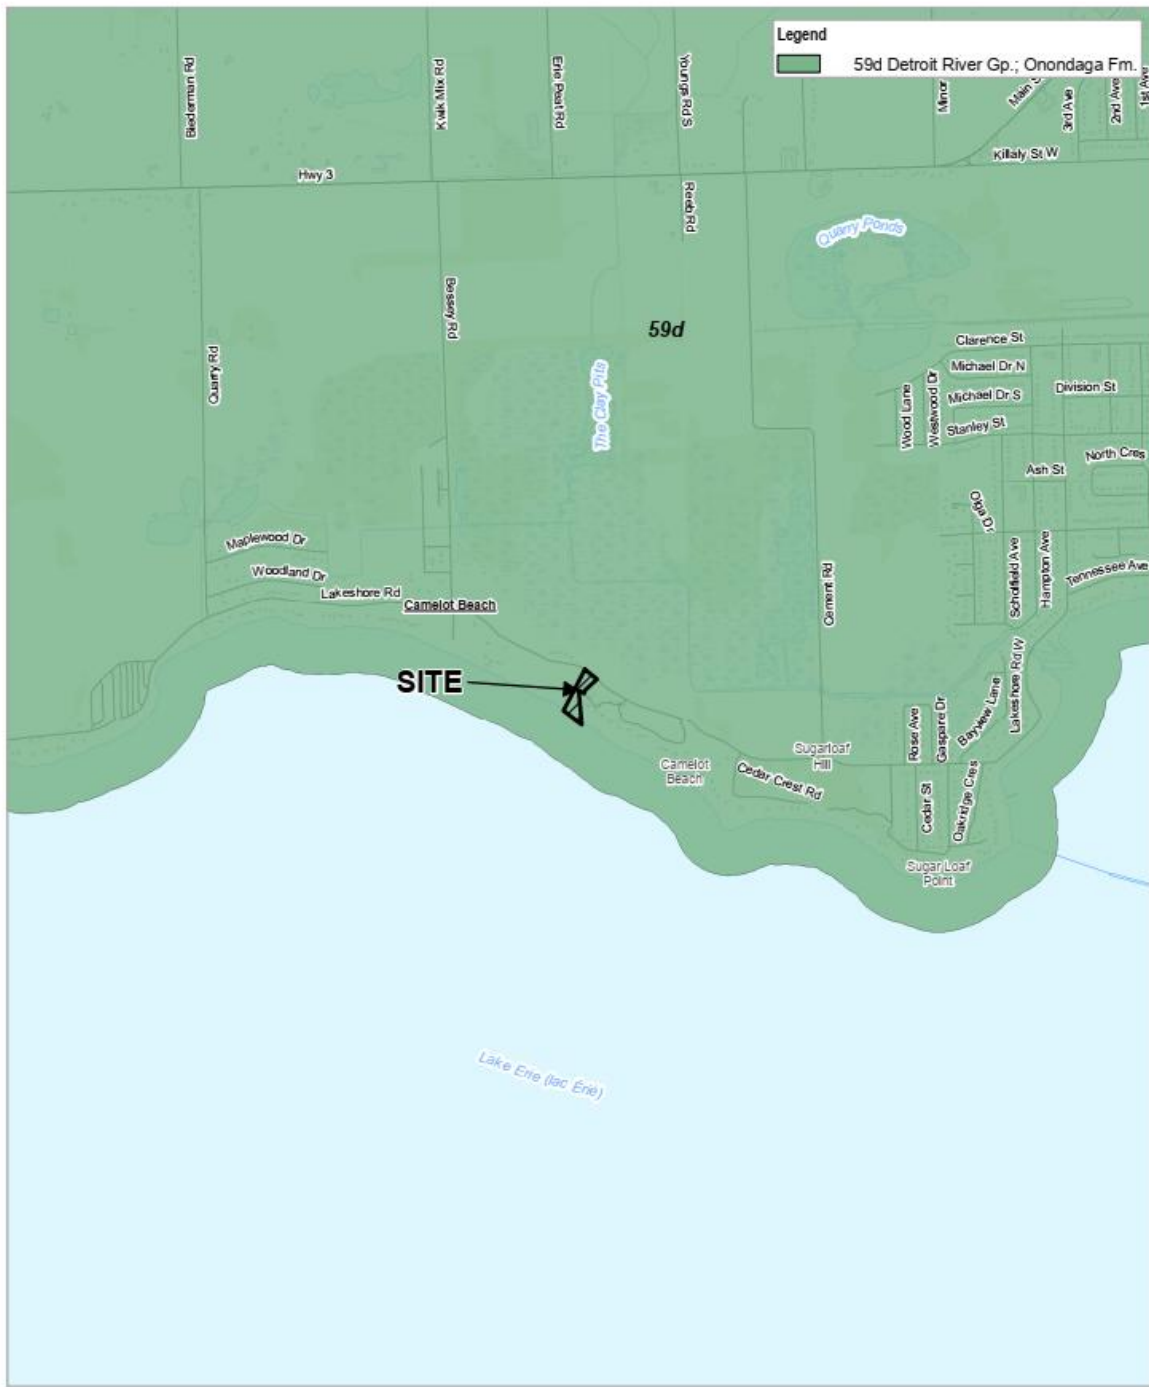 Legend
59d Detroit River Gp.; Onondaga Fm.
Biederman Rd
Kwik Mix Rd
Erie Peat Rd
Youngs Rd S
Minor
Main S
3rd Ave
2nd Ave
1st Ave
Killaly St W
Hwy 3
Reeb Rd
Quarry Ponds
Bessey Rd
59d
Quarry Rd
The Clay Pits
Clarence St
Michael Dr N
Michael Dr S
Division St
Wood Lane
Westwood Dr
Stanley St
North Cres
Ash St
Olga Dr
Maplewood Dr
Woodland Dr
Lakeshore Rd
Camelot Beach
Cement Rd
Scholfield Ave
Hampton Ave
Tennessee Ave
SITE
Lakeshore Rd W
Bayview Lane
Rose Ave
Gaspare Dr
Sugarloaf
Hill
Camelot
Beach
Cedar Crest Rd
Cedar St
Oakridge Cres
Sugar Loaf
Point
Lake Erie (lac Érié)